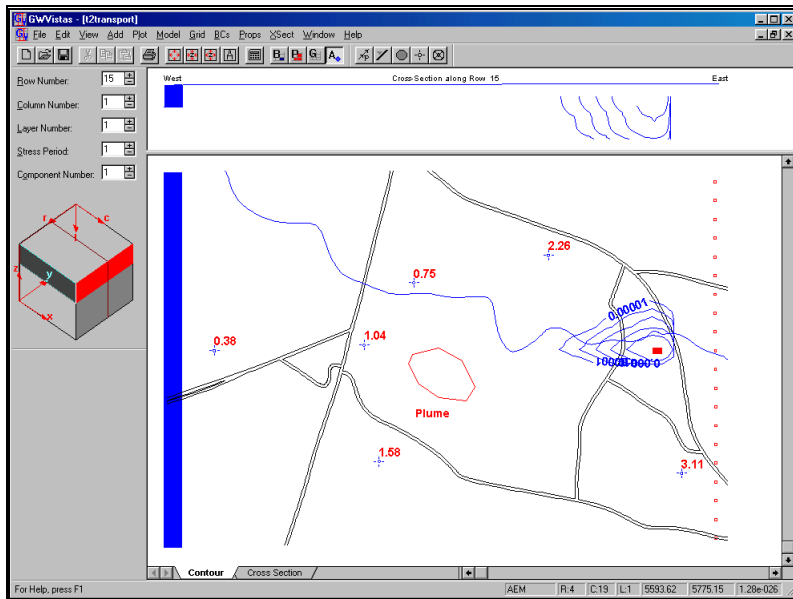 GWVistas - [t2transport]
File Edit View Add Plot Model Grid BCs Props XSect Window Help
Row Number: 15
Column Number: 1
Layer Number: 1
Stress Period: 1
Component Number: 1
West Cross-Section along Row 15 East
r c
z y
x
2.26
0.75
0.00001
0.38
1.04
Plume
1.58
3.11
Contour Cross Section
For Help, press F1 AEM R:4 C:19 L:1 5593.62 5775.15 1.28e-026